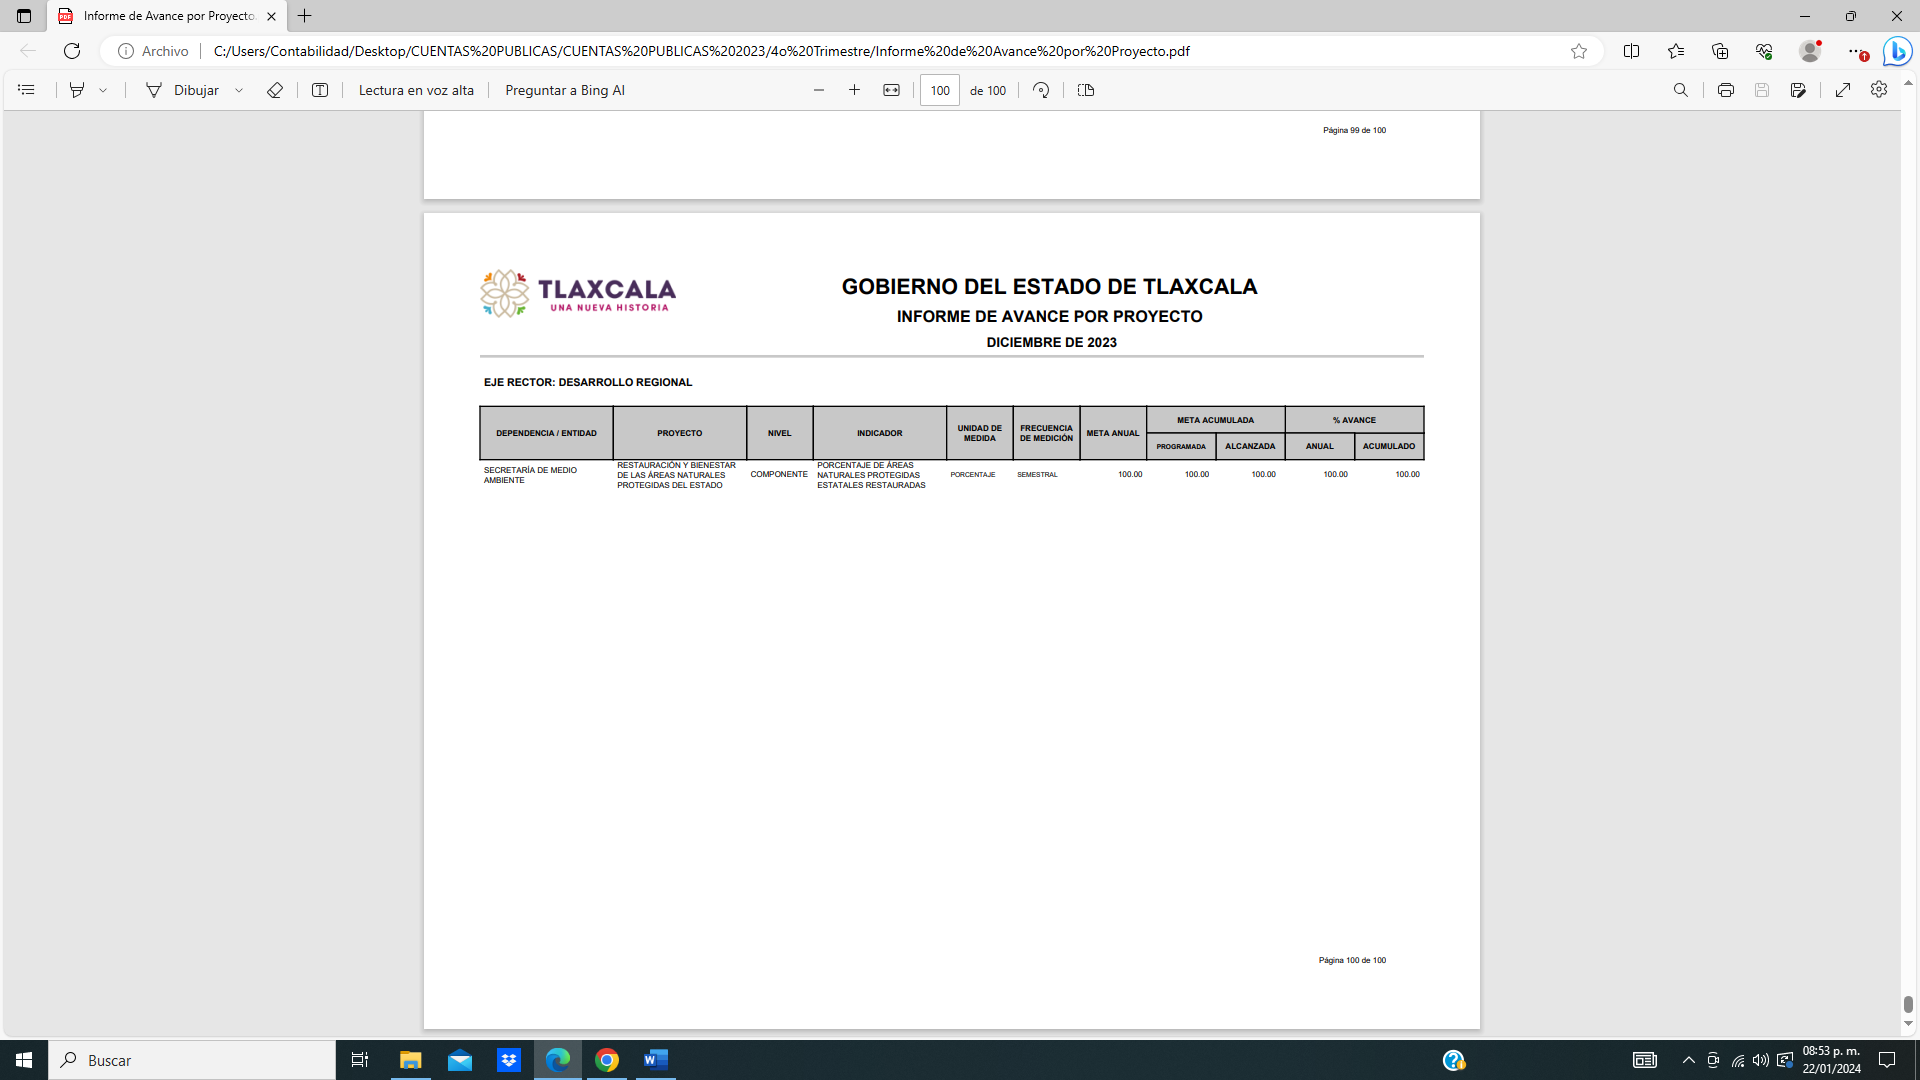 Informe de Avance por Proyecto.
Archivo
C:/Users/Contabilidad/Desktop/CUENTAS%20PUBLICAS/CUENTAS%20PUBLICAS%202023/4o%20Trimestre/Informe%20de%20Avance%20por%20Proyecto.pdf
Dibujar
Lectura en voz alta
Preguntar a Bing AI
100 de 100
Página 99 de 100
TLAXCALA
UNA NUEVA HISTORIA
GOBIERNO DEL ESTADO DE TLAXCALA
INFORME DE AVANCE POR PROYECTO
DICIEMBRE DE 2023
EJE RECTOR: DESARROLLO REGIONAL
DEPENDENCIA / ENTIDAD
PROYECTO
NIVEL
INDICADOR
UNIDAD DE
MEDIDA
FRECUENCIA
DE MEDICIÓN
META ANUAL
META ACUMULADA
PROGRAMADA
ALCANZADA
% AVANCE
ANUAL
ACUMULADO
SECRETARÍA DE MEDIO
AMBIENTE
RESTAURACIÓN Y BIENESTAR
DE LAS ÁREAS NATURALES
PROTEGIDAS DEL ESTADO
COMPONENTE
PORCENTAJE DE ÁREAS
NATURALES PROTEGIDAS
ESTATALES RESTAURADAS
PORCENTAJE
SEMESTRAL
100.00
100.00
100.00
100.00
100.00
Página 100 de 100
Buscar
08:53 p. m.
22/01/2024